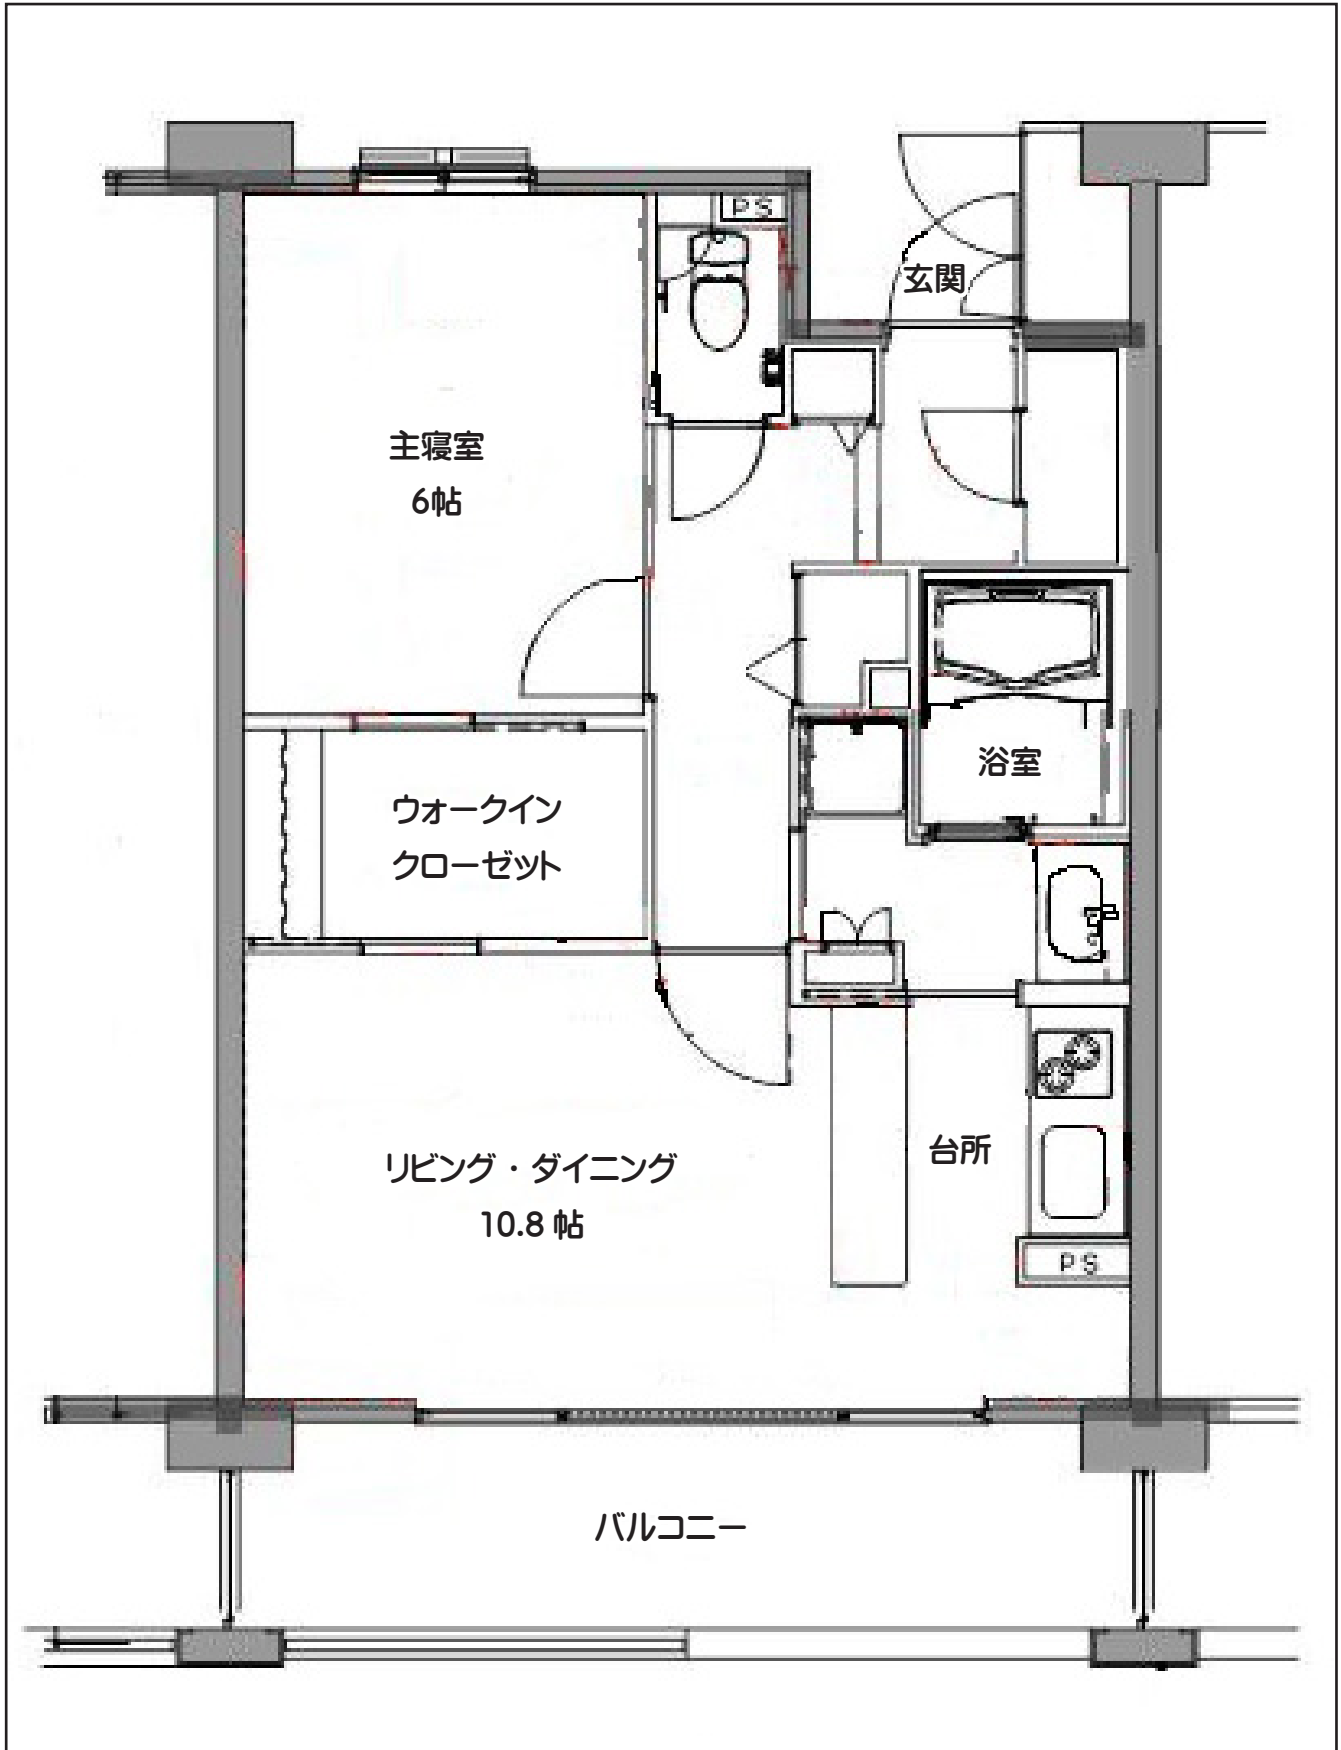 PS
玄関
主寝室
6帖
浴室
ウォークイン
クローゼット
リビング・ダイニング
10.8帖
台所
PS
バルコニー